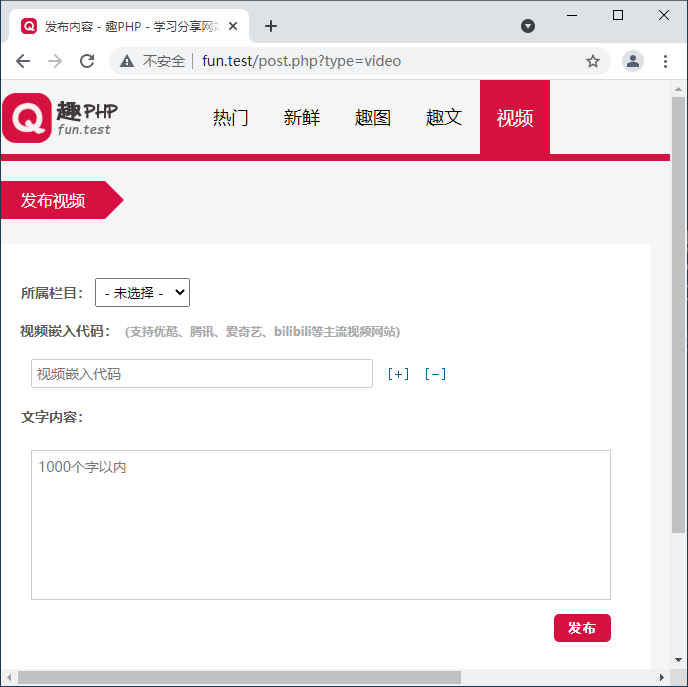 发布内容 - 趣PHP - 学习分享网站
不安全 fun.test/post.php?type=video
Q 趣PHP
fun.test
热门 新鲜 趣图 趣文 视频
发布视频
所属栏目： - 未选择 -
视频嵌入代码： (支持优酷、腾讯、爱奇艺、bilibili等主流视频网站)
视频嵌入代码 [+] [-]
文字内容：
1000个字以内
发布